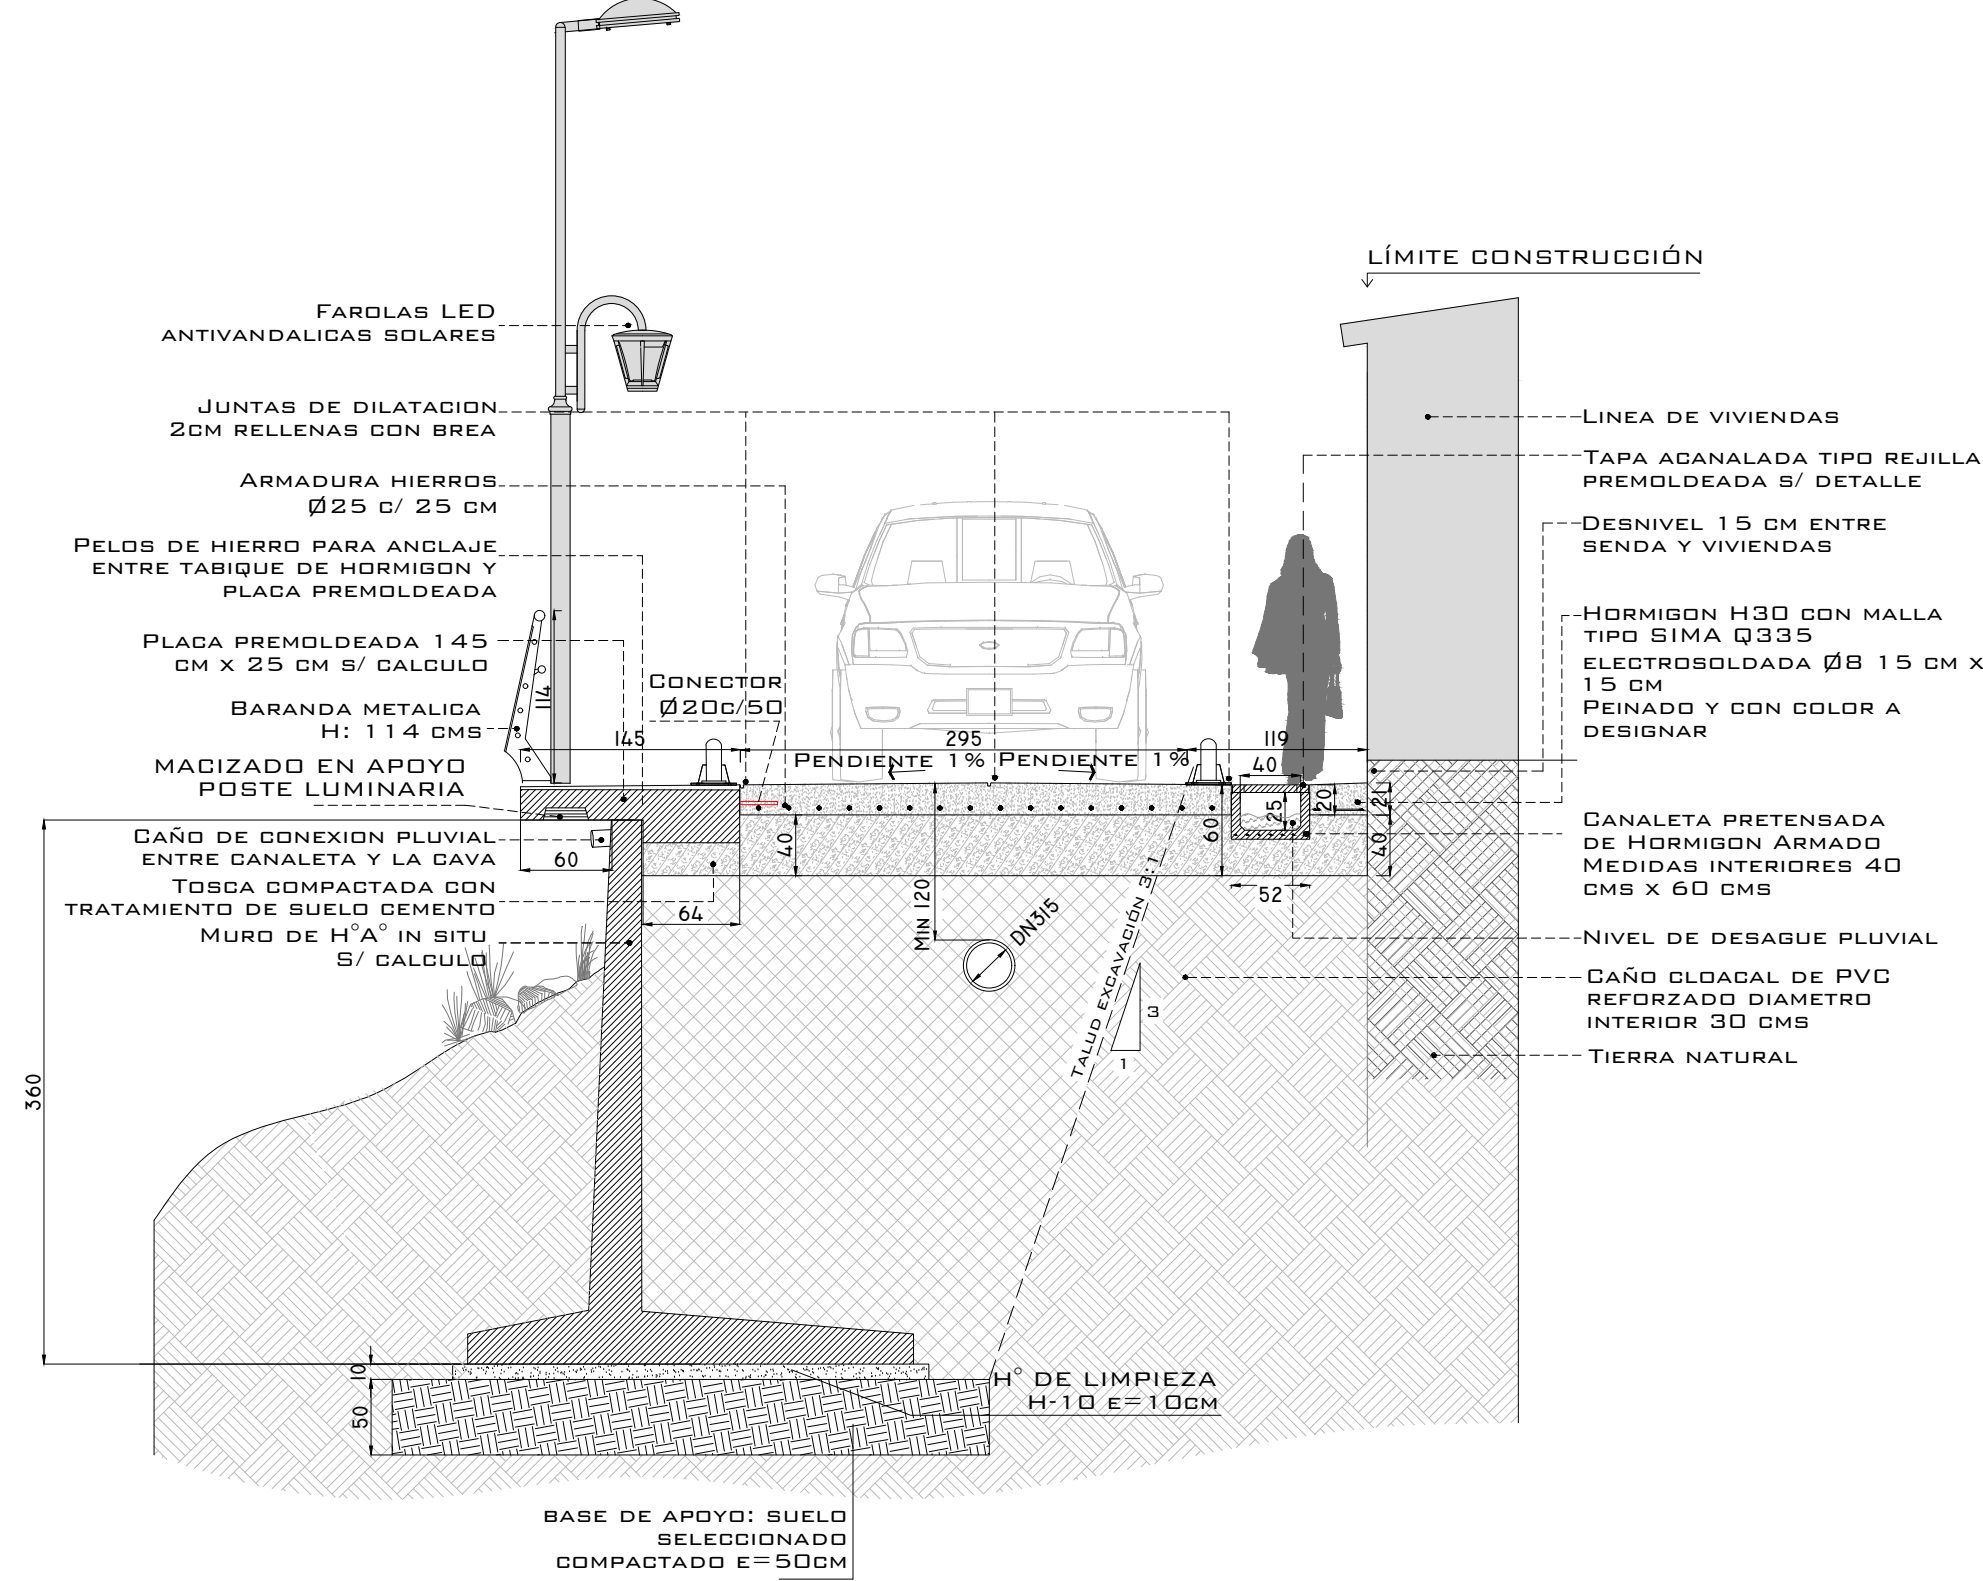 LÍMITE CONSTRUCCIÓN
FAROLAS LED
ANTIVANDALICAS SOLARES
JUNTAS DE DILATACION
2CM RELLENAS CON BREA
ARMADURA HIERROS
Ø25 C/ 25 CM
PELOS DE HIERRO PARA ANCLAJE
ENTRE TABIQUE DE HORMIGON Y
PLACA PREMOLDEADA
PLACA PREMOLDEADA 145
CM X 25 CM S/ CALCULO
BARANDA METALICA
H: 114 CMS
MACIZADO EN APOYO
POSTE LUMINARIA
CAÑO DE CONEXION PLUVIAL
ENTRE CANALETA Y LA CAVA
TOSCA COMPACTADA CON
TRATAMIENTO DE SUELO CEMENTO
MURO DE H°A° IN SITU
S/ CALCULO
CONECTOR
Ø20C/50
114
145
295
119
PENDIENTE 1%
PENDIENTE 1%
40
25
20
21
60
40
60
40
52
64
MIN 120
DN315
TALUD EXCAVACIÓN 3:1
3
1
360
10
50
H° DE LIMPIEZA
H-10 E=10CM
BASE DE APOYO: SUELO
SELECCIONADO
COMPACTADO E=50CM
LINEA DE VIVIENDAS
TAPA ACANALADA TIPO REJILLA
PREMOLDEADA S/ DETALLE
DESNIVEL 15 CM ENTRE
SENDA Y VIVIENDAS
HORMIGON H30 CON MALLA
TIPO SIMA Q335
ELECTROSOLDADA Ø8 15 CM X
15 CM
PEINADO Y CON COLOR A
DESIGNAR
CANALETA PRETENSADA
DE HORMIGON ARMADO
MEDIDAS INTERIORES 40
CMS X 60 CMS
NIVEL DE DESAGUE PLUVIAL
CAÑO CLOACAL DE PVC
REFORZADO DIAMETRO
INTERIOR 30 CMS
TIERRA NATURAL